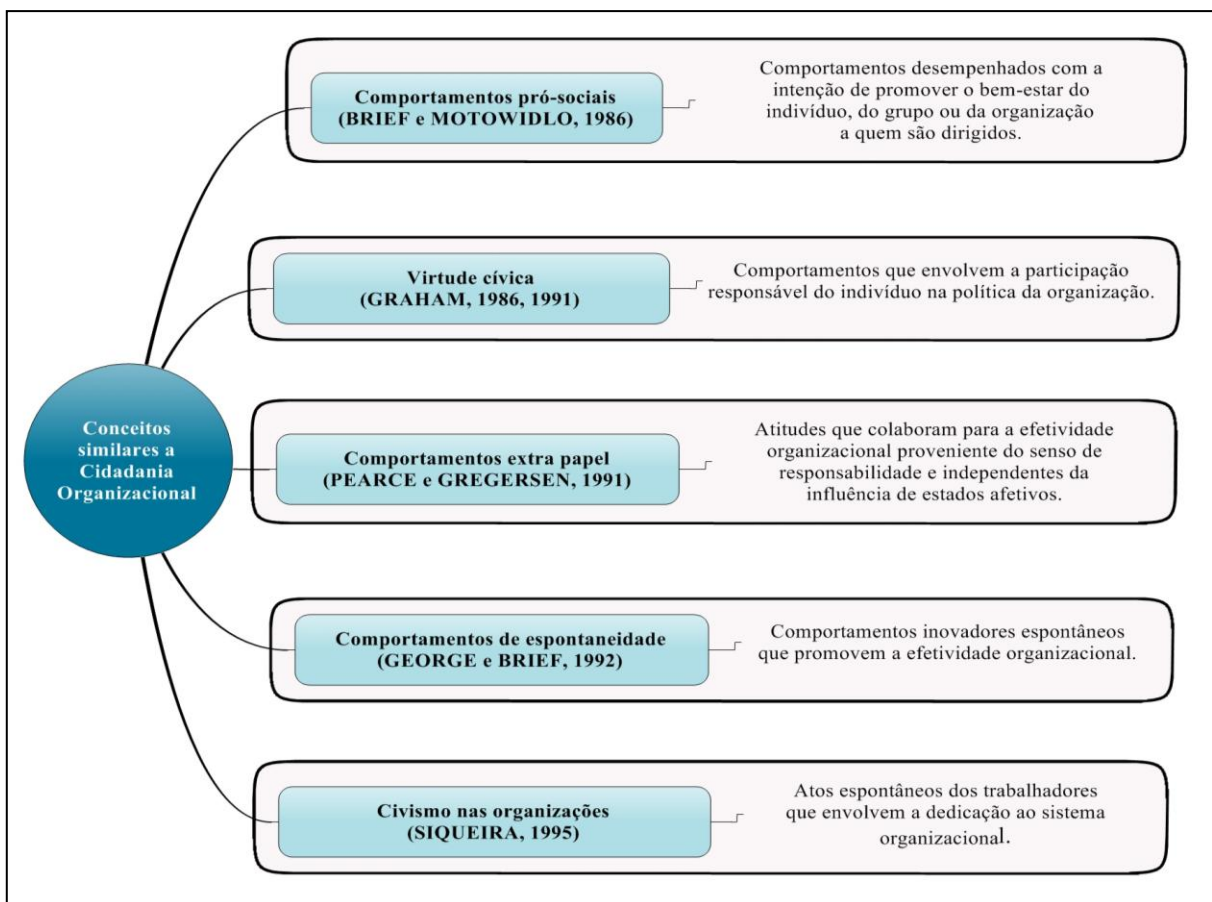 Comportamentos pró-sociais
(BRIEF e MOTOWIDLO, 1986)
Comportamentos desempenhados com a
intenção de promover o bem-estar do
indivíduo, do grupo ou da organização
a quem são dirigidos.
Virtude cívica
(GRAHAM, 1986, 1991)
Comportamentos que envolvem a participação
responsável do indivíduo na política da organização.
Conceitos
similares a
Cidadania
Organizacional
Comportamentos extra papel
(PEARCE e GREGERSEN, 1991)
Atitudes que colaboram para a efetividade
organizacional proveniente do senso de
responsabilidade e independentes da
influência de estados afetivos.
Comportamentos de espontaneidade
(GEORGE e BRIEF, 1992)
Comportamentos inovadores espontâneos
que promovem a efetividade organizacional.
Civismo nas organizações
(SIQUEIRA, 1995)
Atos espontâneos dos trabalhadores
que envolvem a dedicação ao sistema
organizacional.